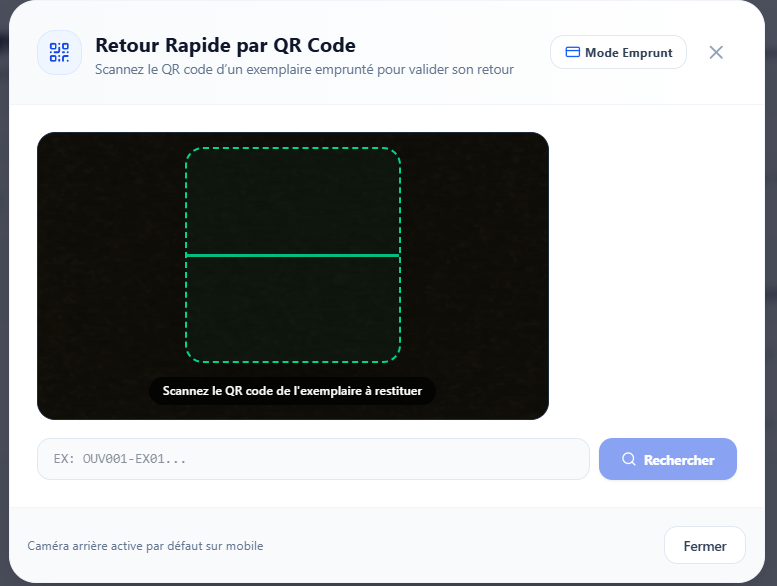 Retour Rapide par QR Code
Scannez le QR code d’un exemplaire emprunté pour valider son retour
Mode Emprunt
Scannez le QR code de l'exemplaire à restituer
EX: OUV001-EX01...
Rechercher
Caméra arrière active par défaut sur mobile
Fermer